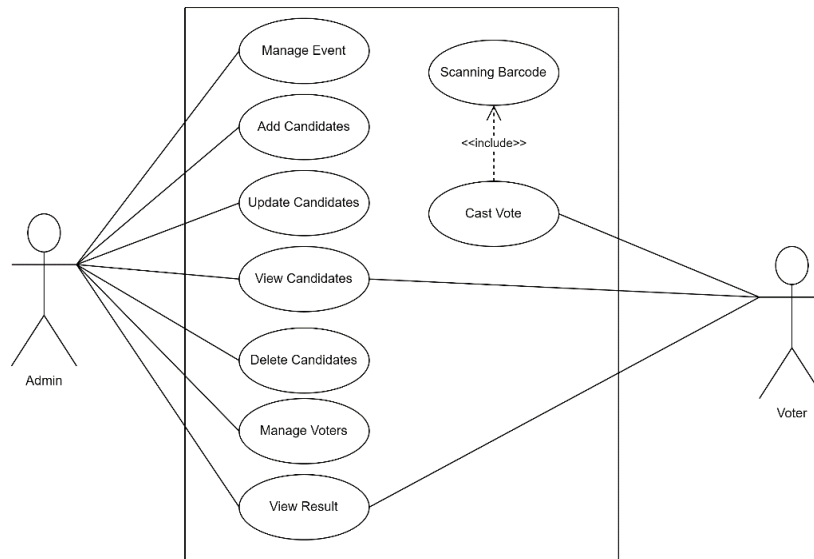 Manage Event
Scanning Barcode
Add Candidates
<<include>>
Update Candidates
Cast Vote
View Candidates
Delete Candidates
Admin
Manage Voters
Voter
View Result